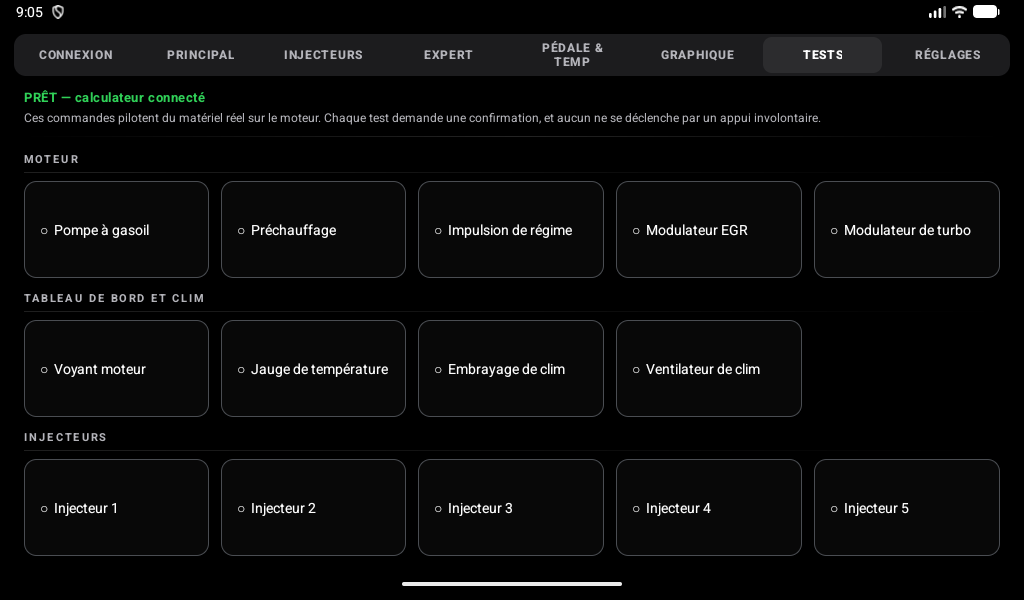 9:05
CONNEXION
PRINCIPAL
INJECTEURS
EXPERT
PÉDALE &
TEMP
GRAPHIQUE
TESTS
RÉGLAGES
PRÊT — calculateur connecté
Ces commandes pilotent du matériel réel sur le moteur. Chaque test demande une confirmation, et aucun ne se déclenche par un appui involontaire.
MOTEUR
Pompe à gasoil
Préchauffage
Impulsion de régime
Modulateur EGR
Modulateur de turbo
TABLEAU DE BORD ET CLIM
Voyant moteur
Jauge de température
Embrayage de clim
Ventilateur de clim
INJECTEURS
Injecteur 1
Injecteur 2
Injecteur 3
Injecteur 4
Injecteur 5